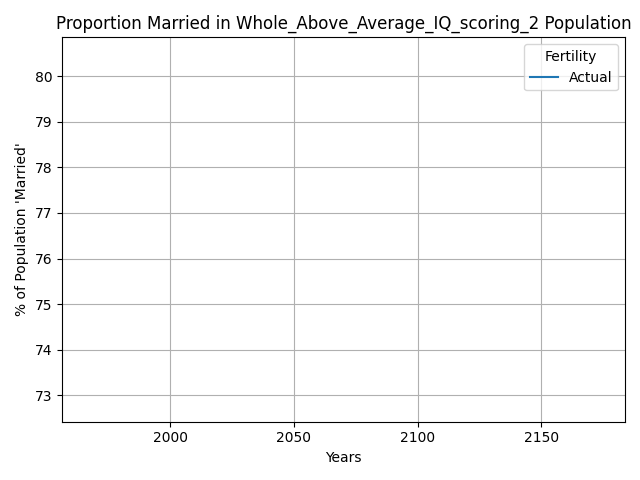 Proportion Married in Whole_Above_Average_IQ_scoring_2 Population
Fertility
Actual
% of Population 'Married'
80
79
78
77
76
75
74
73
2000 2050 2100 2150
Years